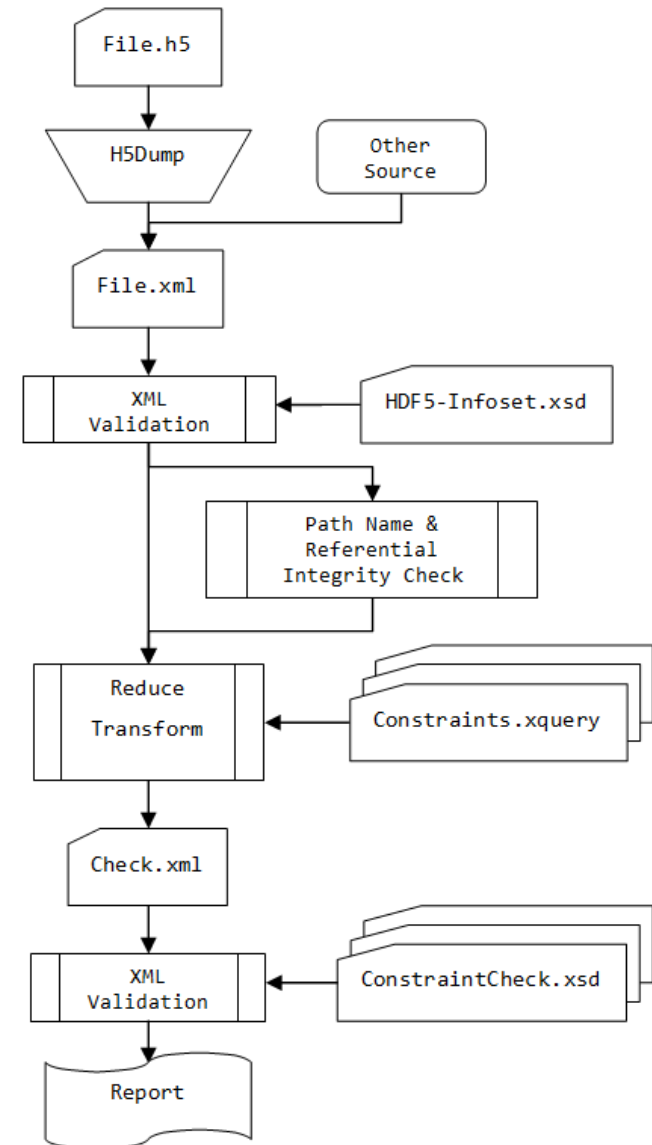 File.h5
H5Dump
Other
Source
File.xml
XML
Validation
HDF5-Infoset.xsd
Path Name &
Referential
Integrity Check
Reduce
Transform
Constraints.xquery
Check.xml
XML
Validation
ConstraintCheck.xsd
Report